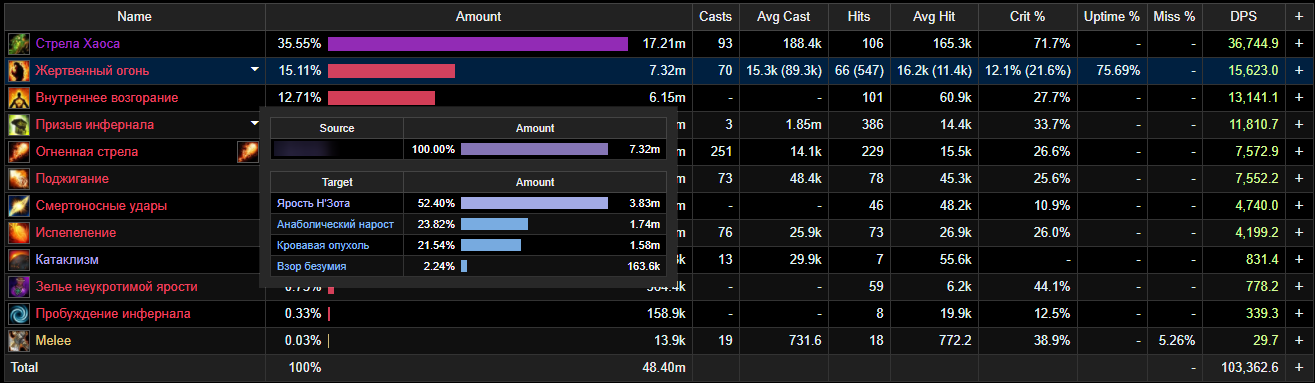 Name Amount Casts Avg Cast Hits Avg Hit Crit % Uptime % Miss % DPS +
Стрела Хаоса 35.55% 17.21m 93 188.4k 106 165.3k 71.7% - - 36,744.9 +
Жертвенный огонь 15.11% 7.32m 70 15.3k (89.3k) 66 (547) 16.2k (11.4k) 12.1% (21.6%) 75.69% - 15,623.0 +
Внутреннее возгорание 12.71% 6.15m - - 101 60.9k 27.7% - - 13,141.1 +
Призыв инфернала 3 1.85m 386 14.4k 33.7% - - 11,810.7 +
Source Amount
Огненная стрела 251 14.1k 229 15.5k 26.6% - - 7,572.9 +
100.00% 7.32m
Поджигание 73 48.4k 78 45.3k 25.6% - - 7,552.2 +
Target Amount
Смертоносные удары - - 46 48.2k 10.9% - - 4,740.0 +
Ярость Н'Зота 52.40% 3.83m
Испепеление 76 25.9k 73 26.9k 26.0% - - 4,199.2 +
Анаболический нарост 23.82% 1.74m
Кровавая опухоль 21.54% 1.58m
Катаклизм 13 29.9k 7 55.6k - - - 831.4 +
Взор безумия 2.24% 163.6k
Зелье неукротимой ярости - - 59 6.2k 44.1% - - 778.2 +
Пробуждение инфернала 0.33% 158.9k - - 8 19.9k 12.5% - - 339.3 +
Melee 0.03% 13.9k 19 731.6 18 772.2 38.9% - 5.26% 29.7 +
Total 100% 48.40m - 103,362.6 +